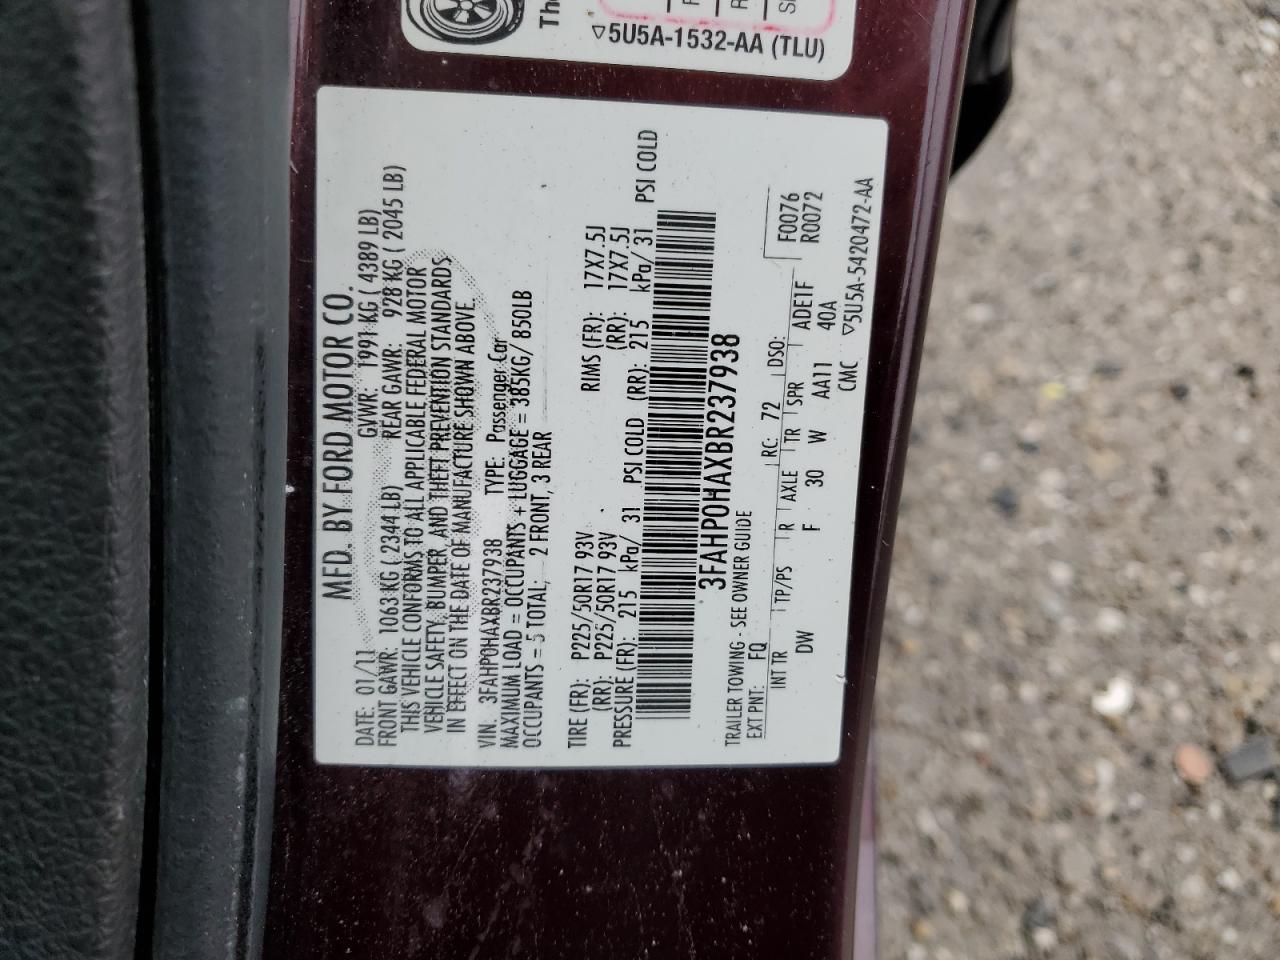 Th
▽5U5A-1532-AA (TLU)
MFD. BY FORD MOTOR CO.
DATE: 01/11 GVWR: 1991 KG ( 4389 LB)
FRONT GAWR: 1063 KG ( 2344 LB) REAR GAWR: 928 KG ( 2045 LB)
THIS VEHICLE CONFORMS TO ALL APPLICABLE FEDERAL MOTOR
VEHICLE SAFETY, BUMPER, AND THEFT PREVENTION STANDARDS
IN EFFECT ON THE DATE OF MANUFACTURE SHOWN ABOVE.
VIN: 3FAHP0HAXBR237938 TYPE: Passenger Car
MAXIMUM LOAD = OCCUPANTS + LUGGAGE = 385KG/ 850LB
OCCUPANTS = 5 TOTAL; 2 FRONT, 3 REAR
TIRE (FR): P225/50R17 93V RIMS (FR): 17X7.5J
(RR): P225/50R17 93V (RR): 17X7.5J
PRESSURE (FR): 215 kPa/ 31 PSI COLD (RR): 215 kPa/ 31 PSI COLD
3FAHP0HAXBR237938
TRAILER TOWING - SEE OWNER GUIDE F0076
EXT PNT: FQ RC: 72 DSO: R0072
INT TR TP/PS R AXLE TR SPR ADE1F
DW F 30 W AA11 40A
CMC ▽5U5A-5420472-AA